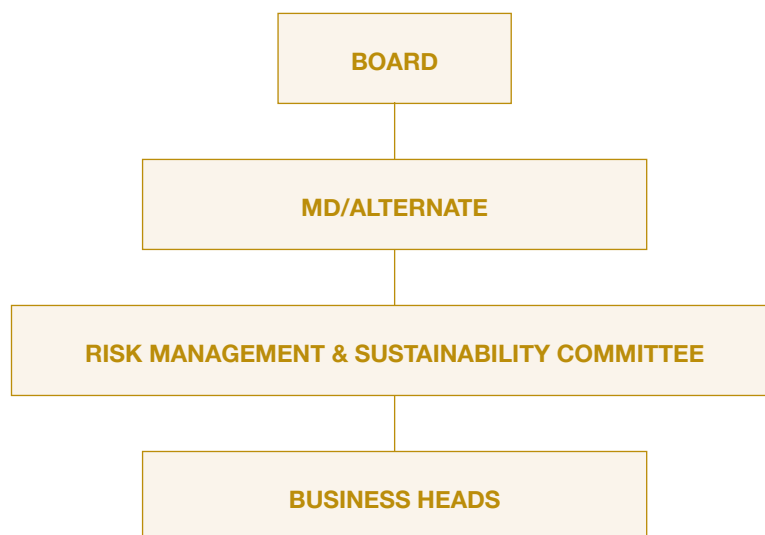 BOARD
MD/ALTERNATE
RISK MANAGEMENT & SUSTAINABILITY COMMITTEE
BUSINESS HEADS